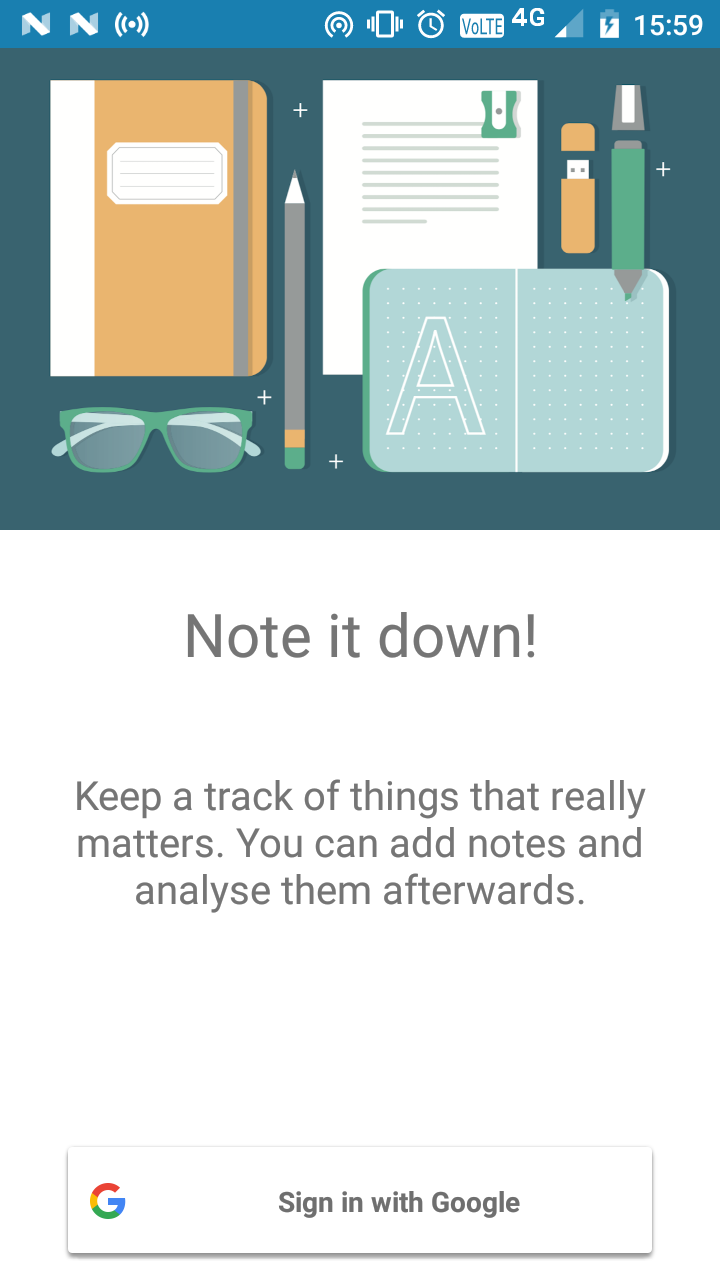 VoLTE 4G 15:59
A
Note it down!
Keep a track of things that really
matters. You can add notes and
analyse them afterwards.
Sign in with Google